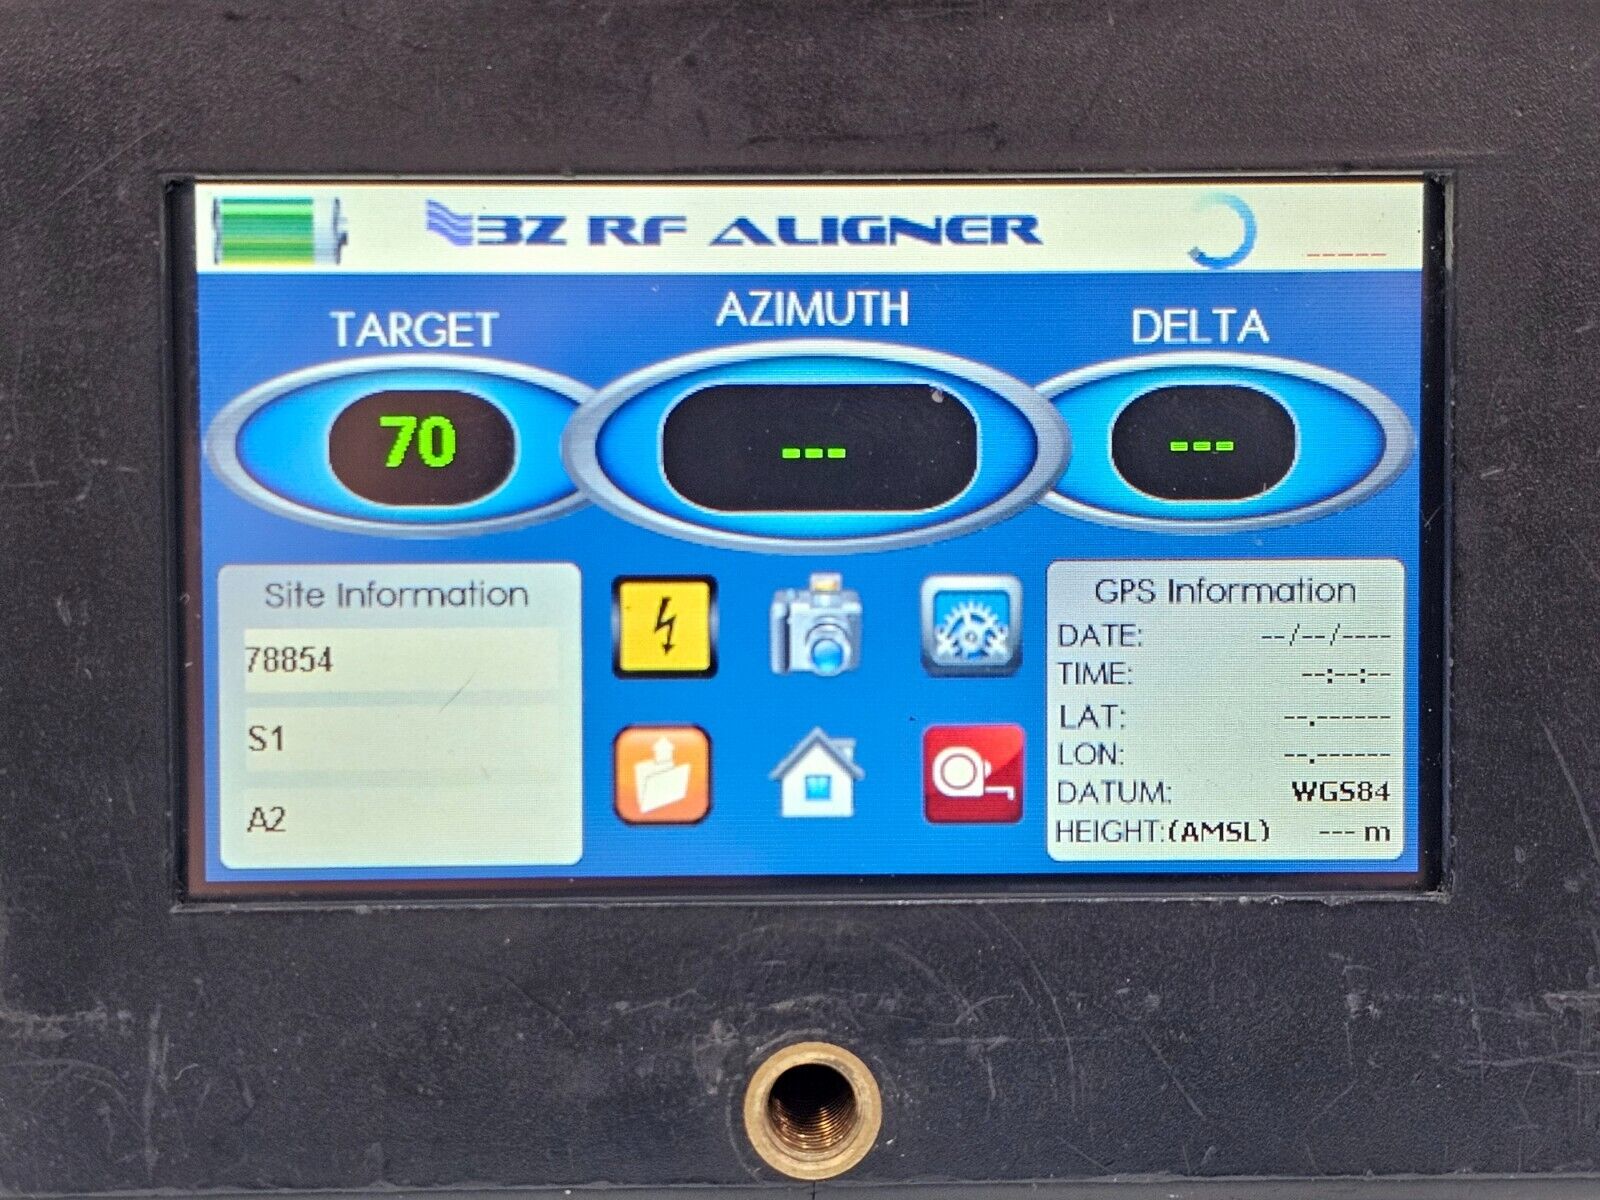 3Z RF ALIGNER
-----
TARGET
AZIMUTH
DELTA
70
---
---
Site Information
78854
S1
A2
GPS Information
DATE: --/--/----
TIME: --:--:--
LAT: --.------
LON: --.------
DATUM: WGS84
HEIGHT:(AMSL) --- m